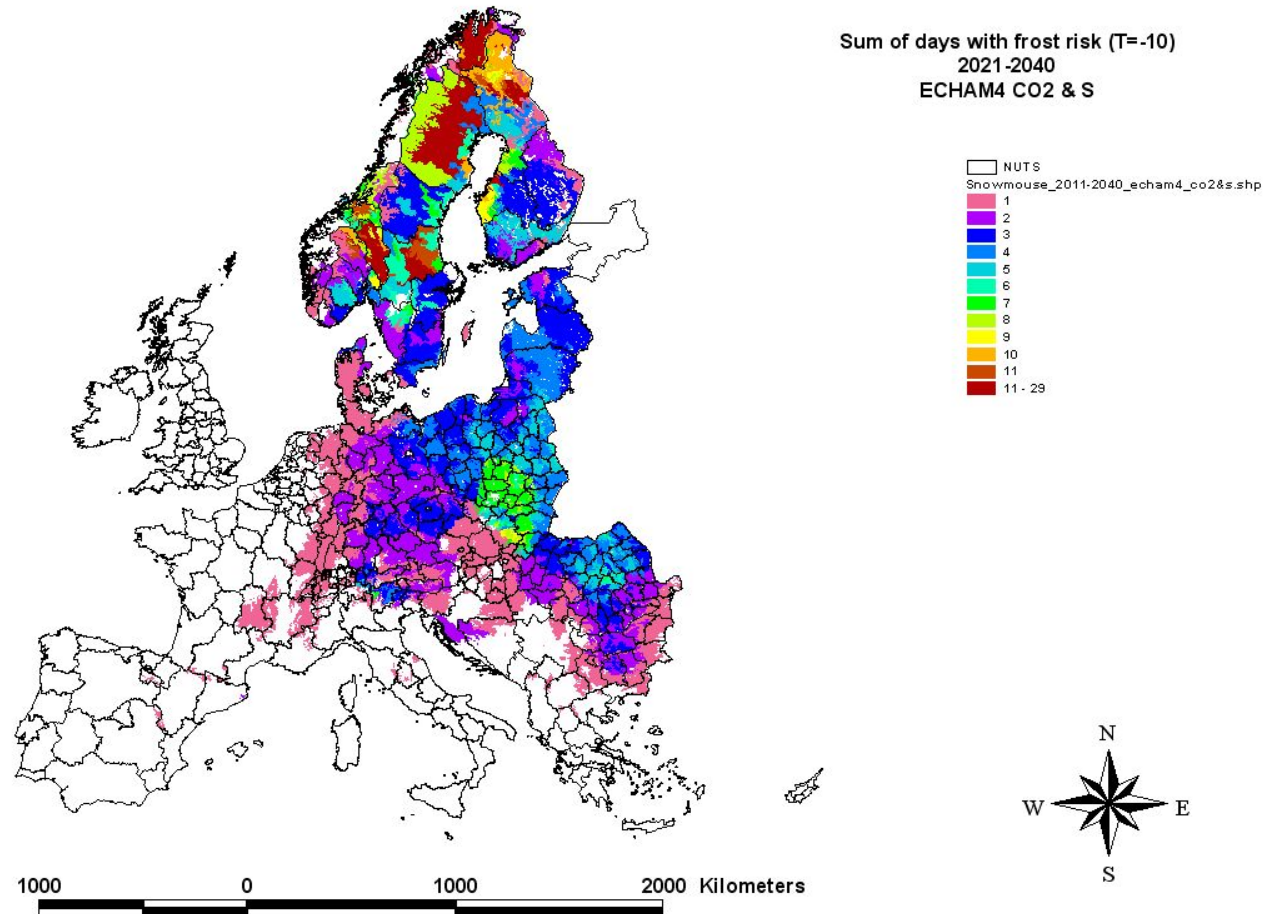 Sum of days with frost risk (T=-10)
2021-2040
ECHAM4 CO2 & S
NUTS
Snowmouse_2011-2040_echam4_co2&s.shp
1
2
3
4
5
6
7
8
9
10
11
11 - 29
N
W E
S
1000 0 1000 2000 Kilometers